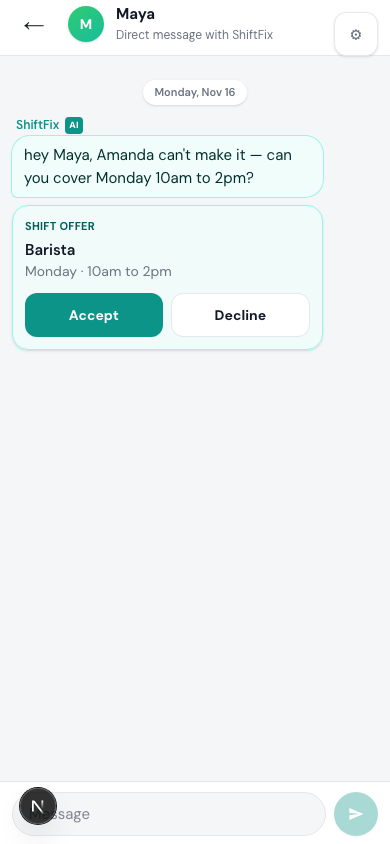 ←
M
Maya
Direct message with ShiftFix
⚙
Monday, Nov 16
ShiftFix AI
hey Maya, Amanda can't make it — can
you cover Monday 10am to 2pm?
SHIFT OFFER
Barista
Monday · 10am to 2pm
Accept Decline
N
Message